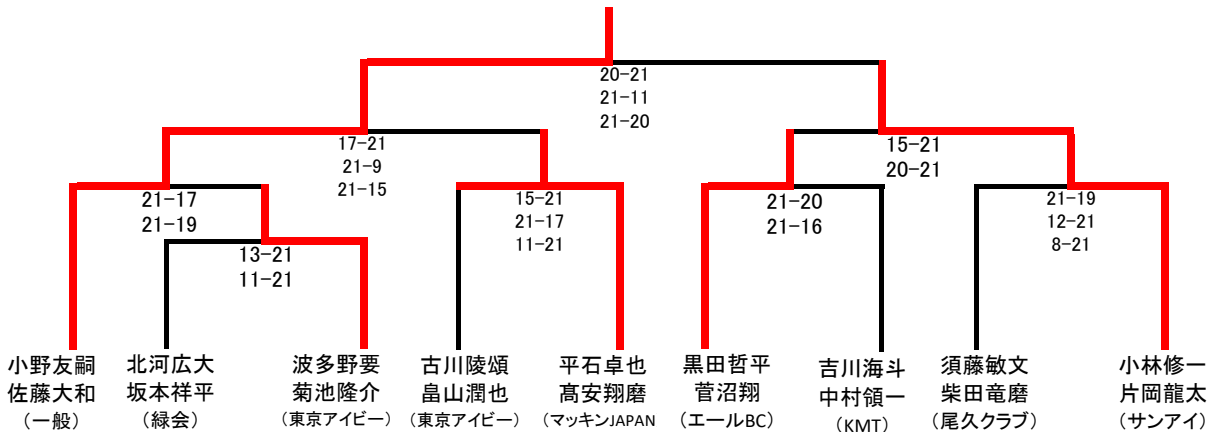 20-21
21-11
21-20
17-21
21-9
21-15
15-21
20-21
21-17
21-19
15-21
21-17
11-21
21-20
21-16
21-19
12-21
8-21
13-21
11-21
小野友嗣
佐藤大和
（一般）
北河広大
坂本祥平
（緑会）
波多野要
菊池隆介
（東京アイビー）
古川陵頌
畠山潤也
（東京アイビー）
平石卓也
髙安翔磨
（マッキンJAPAN
黒田哲平
菅沼翔
（エールBC）
吉川海斗
中村領一
（KMT）
須藤敏文
柴田竜磨
（尾久クラブ）
小林修一
片岡龍太
（サンアイ）